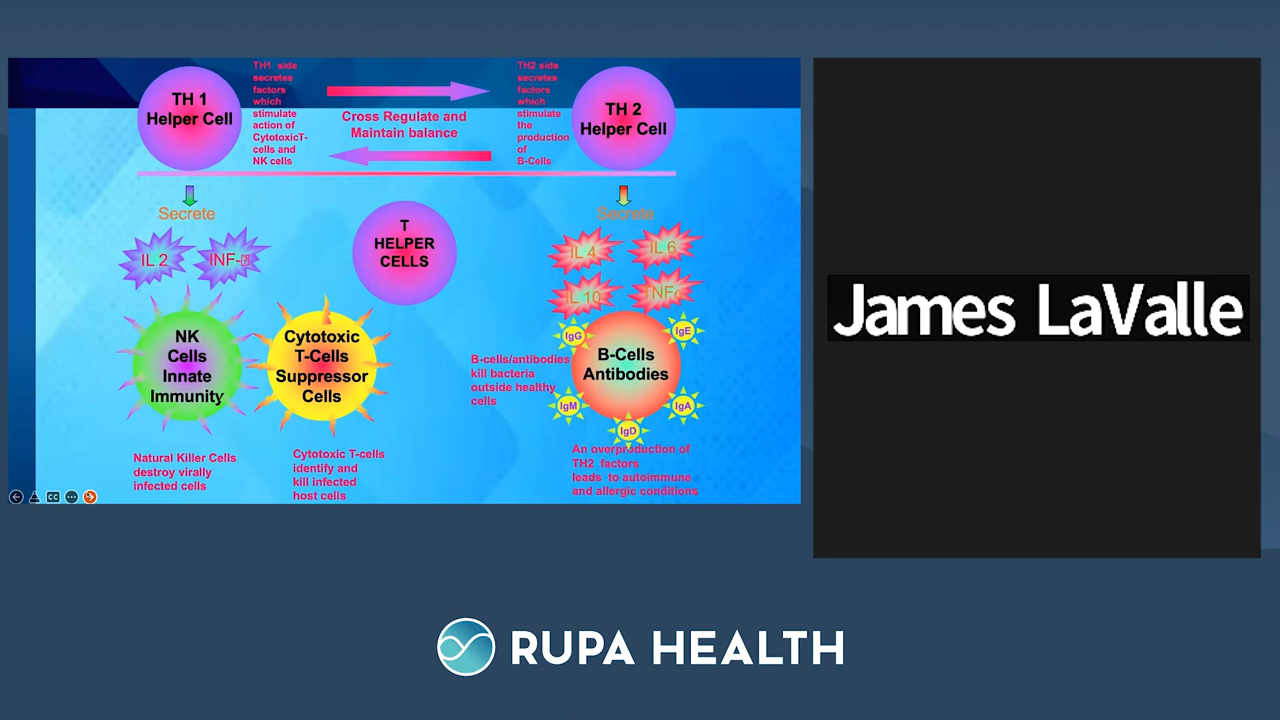 TH 1
Helper Cell
TH1 side
secretes
factors
which
stimulate
action of
CytotoxicT-
cells and
NK cells
Cross Regulate and
Maintain balance
TH2 side
secretes
factors
which
stimulate
the
production
of
B-Cells
TH 2
Helper Cell
Secrete
Secrete
IL 2
INF-
T
HELPER
CELLS
IL 4
IL 6
IL 10
TNFα
NK
Cells
Innate
Immunity
Cytotoxic
T-Cells
Suppressor
Cells
B-cells/antibodies
kill bacteria
outside healthy
cells
B-Cells
Antibodies
IgG
IgE
IgM
IgA
IgD
Natural Killer Cells
destroy virally
infected cells
Cytotoxic T-cells
identify and
kill infected
host cells
An overproduction of
TH2 factors
leads to autoimmune
and allergic conditions
CC
James LaValle
RUPA HEALTH